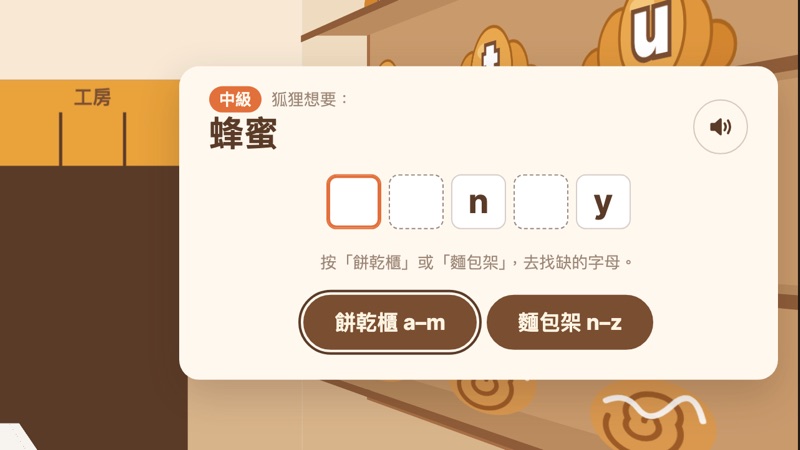 t
u
工房
中級 狐狸想要：
蜂蜜
n y
按「餅乾櫃」或「麵包架」，去找缺的字母。
餅乾櫃 a–m 麵包架 n–z